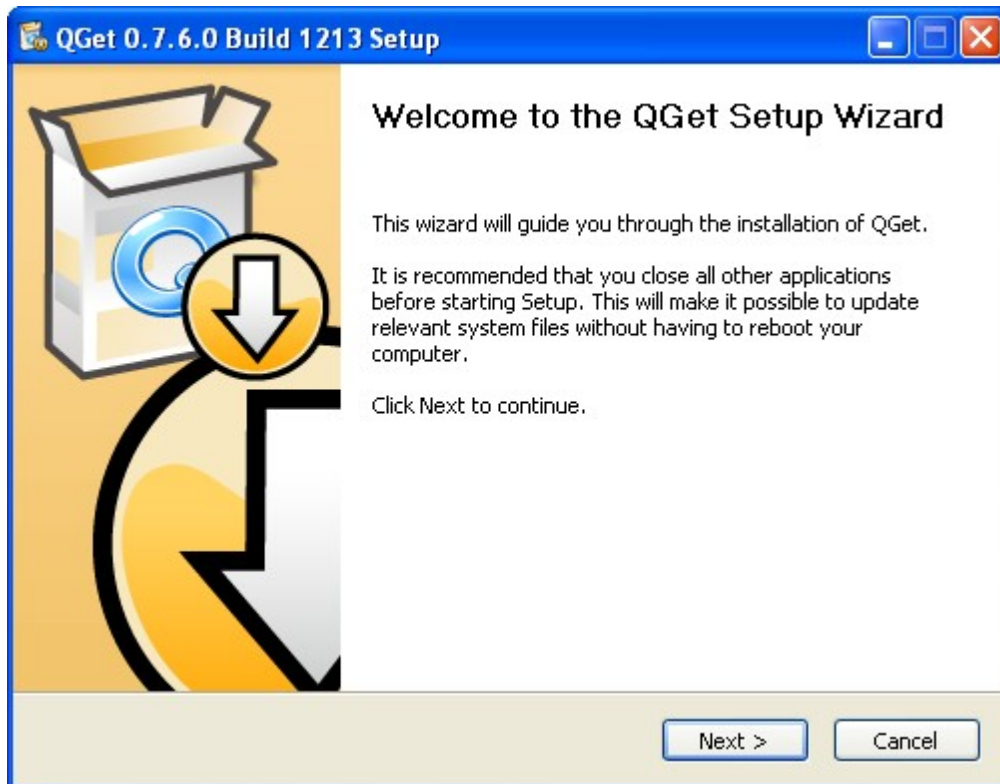 QGet 0.7.6.0 Build 1213 Setup
Welcome to the QGet Setup Wizard
This wizard will guide you through the installation of QGet.
It is recommended that you close all other applications
before starting Setup. This will make it possible to update
relevant system files without having to reboot your
computer.
Click Next to continue.
Next >
Cancel